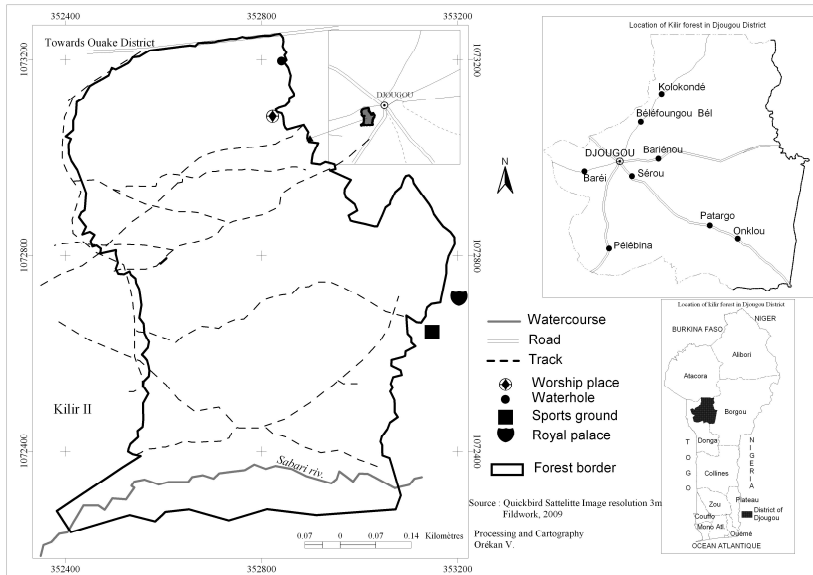 352400
352800
353200
Towards Ouake District
1073200
1073200
DJOUGOU
N
1072800
1072800
Kilir II
1072400
1072400
Sabari riv.
0.07 0 0.07 0.14 Kilomètres
352400
352800
353200
Watercourse
Road
Track
Worship place
Waterhole
Sports ground
Royal palace
Forest border
Source : Quickbird Sattelitte Image resolution 3m
Fildwork, 2009
Processing and Cartography
Orékan V.
Location of Kilir forest in Djougou District
Kolokondé
Béléfoungou Bél
DJOUGOU
Bariénou
Baréi
Sérou
Patargo
Onklou
Péiébina
Location of kilir forest in Djougou District
NIGER
BURKINA FASO
Alibori
Atacora
Borgou
Donga
TOGO
NIGERIA
Collines
Plateau
Zou
Couffo
Mono Atl.
Ouémé
District of
Djougou
OCEAN ATLANTIQUE